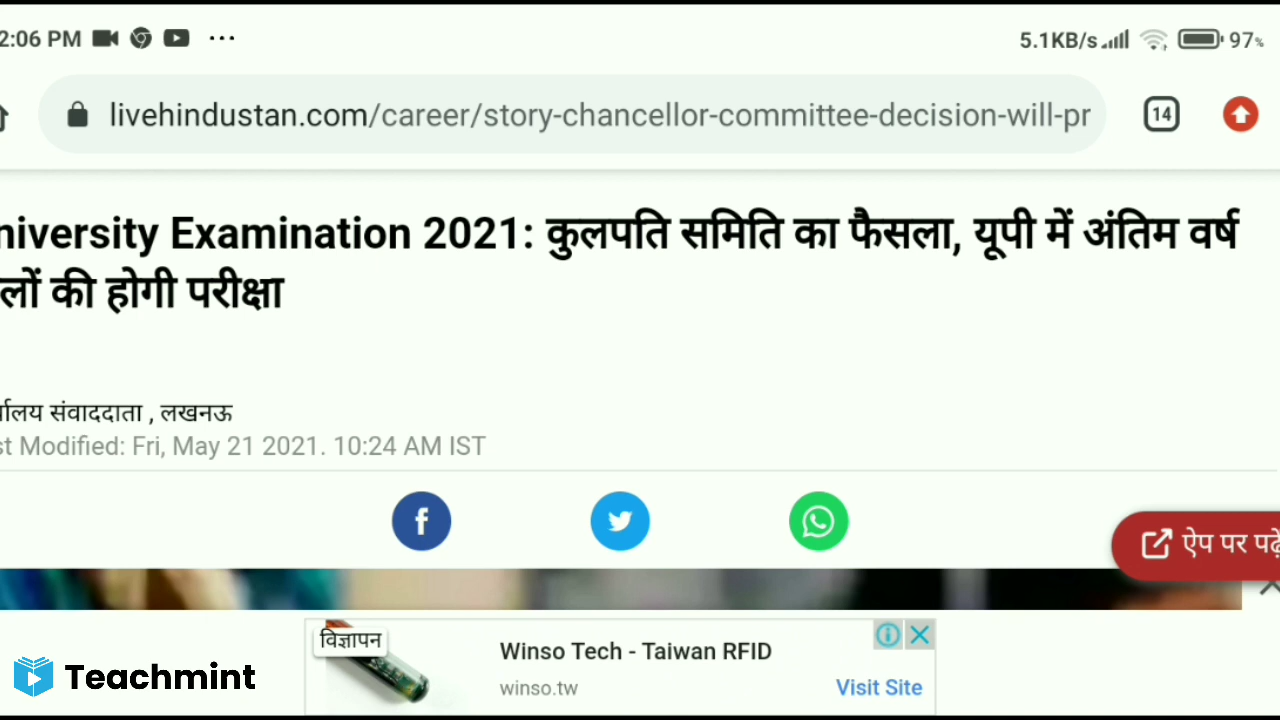 2:06 PM ... 5.1KB/s 97%
livehindustan.com/career/story-chancellor-committee-decision-will-pr 14
niversity Examination 2021: कुलपति समिति का फैसला, यूपी में अंतिम वर्ष
लों की होगी परीक्षा
र्यालय संवाददाता , लखनऊ
st Modified: Fri, May 21 2021. 10:24 AM IST
ऐप पर पढ़ें
विज्ञापन
Winso Tech - Taiwan RFID
winso.tw
Visit Site
Teachmint